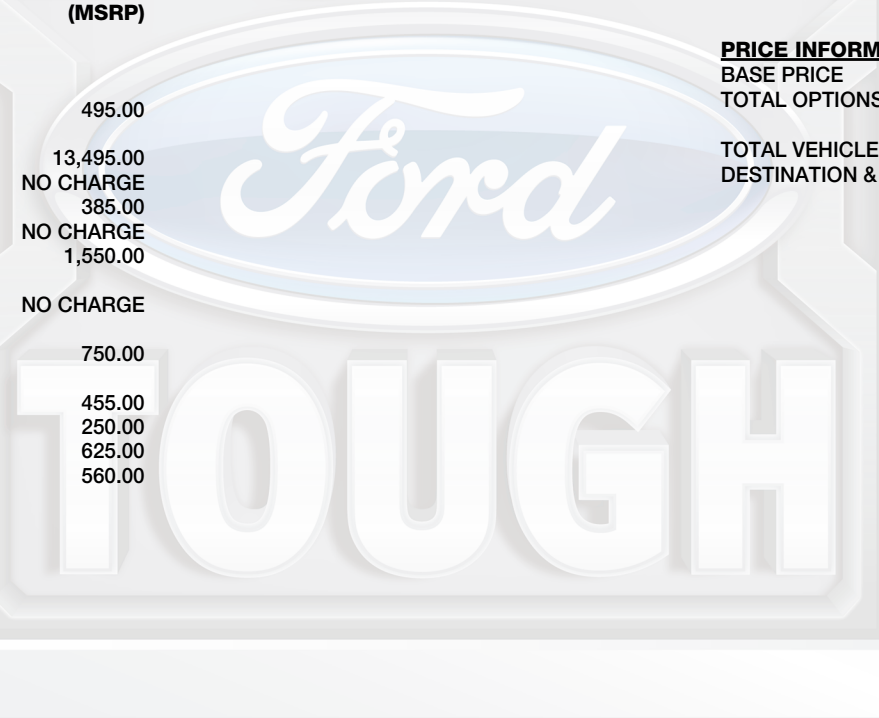 (MSRP)
495.00
13,495.00
NO CHARGE
385.00
NO CHARGE
1,550.00
NO CHARGE
750.00
455.00
250.00
625.00
560.00
PRICE INFORM
BASE PRICE
TOTAL OPTIONS
TOTAL VEHICLE
DESTINATION &
Ford
TOUGH